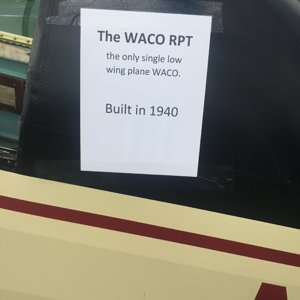 The WACO RPT
the only single low
wing plane WACO.
Built in 1940